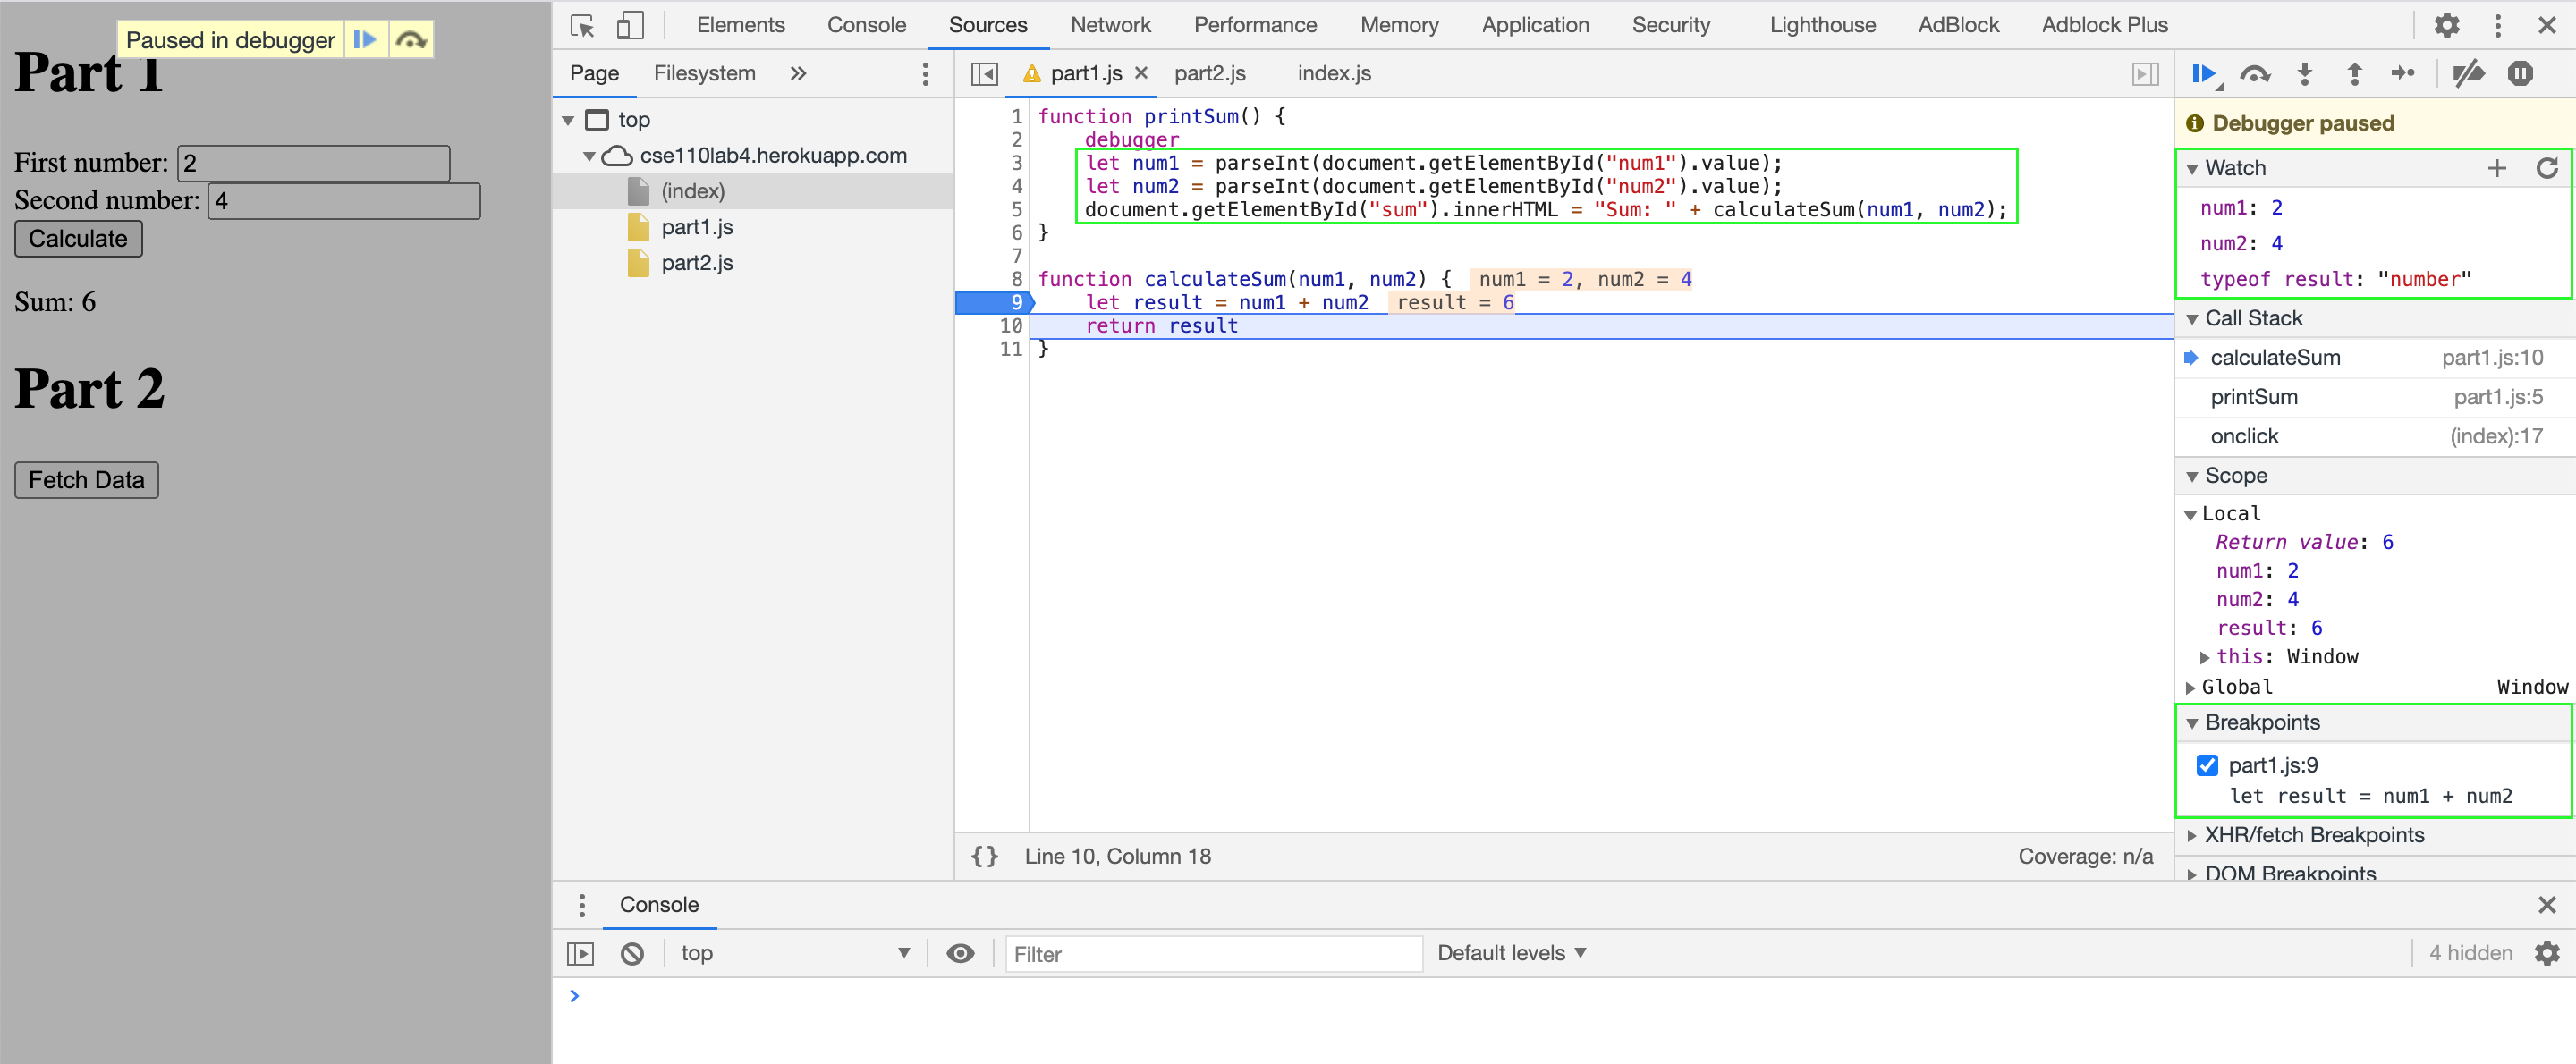 Paused in debugger
Part 1
First number: 2
Second number: 4
Calculate
Sum: 6
Part 2
Fetch Data
Elements Console Sources Network Performance Memory Application Security Lighthouse AdBlock Adblock Plus
Page Filesystem »
top
cse110lab4.herokuapp.com
(index)
part1.js
part2.js
part1.js part2.js index.js
1 function printSum() {
2 debugger
3 let num1 = parseInt(document.getElementById("num1").value);
4 let num2 = parseInt(document.getElementById("num2").value);
5 document.getElementById("sum").innerHTML = "Sum: " + calculateSum(num1, num2);
6 }
7
8 function calculateSum(num1, num2) { num1 = 2, num2 = 4
9 let result = num1 + num2 result = 6
10 return result
11 }
{} Line 10, Column 18 Coverage: n/a
Debugger paused
Watch
num1: 2
num2: 4
typeof result: "number"
Call Stack
calculateSum part1.js:10
printSum part1.js:5
onclick (index):17
Scope
Local
Return value: 6
num1: 2
num2: 4
result: 6
this: Window
Global Window
Breakpoints
part1.js:9
let result = num1 + num2
XHR/fetch Breakpoints
DOM Breakpoints
Console
top Filter Default levels 4 hidden